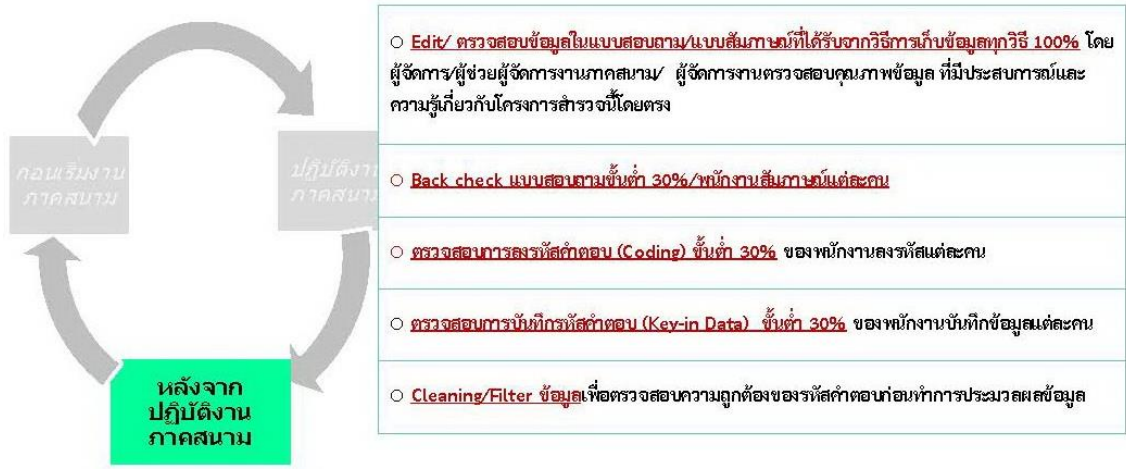 ก่อนเริ่มงาน
ภาคสนาม
ปฏิบัติงา
ภาคสนาม
หลังจาก
ปฏิบัติงาน
ภาคสนาม
○ Edit/ ตรวจสอบข้อมูลในแบบสอบถาม/แบบสัมภาษณ์ที่ได้รับจากวิธีการเก็บข้อมูลทุกวิธี 100% โดย
ผู้จัดการ/ผู้ช่วยผู้จัดการงานภาคสนาม/ ผู้จัดการงานตรวจสอบคุณภาพข้อมูล ที่มีประสบการณ์และ
ความรู้เกี่ยวกับโครงการสำรวจนี้โดยตรง
○ Back check แบบสอบถามขั้นต่ำ 30%/พนักงานสัมภาษณ์แต่ละคน
○ ตรวจสอบการลงรหัสคำตอบ (Coding) ขั้นต่ำ 30% ของพนักงานลงรหัสแต่ละคน
○ ตรวจสอบการบันทึกรหัสคำตอบ (Key-in Data) ขั้นต่ำ 30% ของพนักงานบันทึกข้อมูลแต่ละคน
○ Cleaning/Filter ข้อมูลเพื่อตรวจสอบความถูกต้องของรหัสคำตอบก่อนทำการประมวลผลข้อมูล